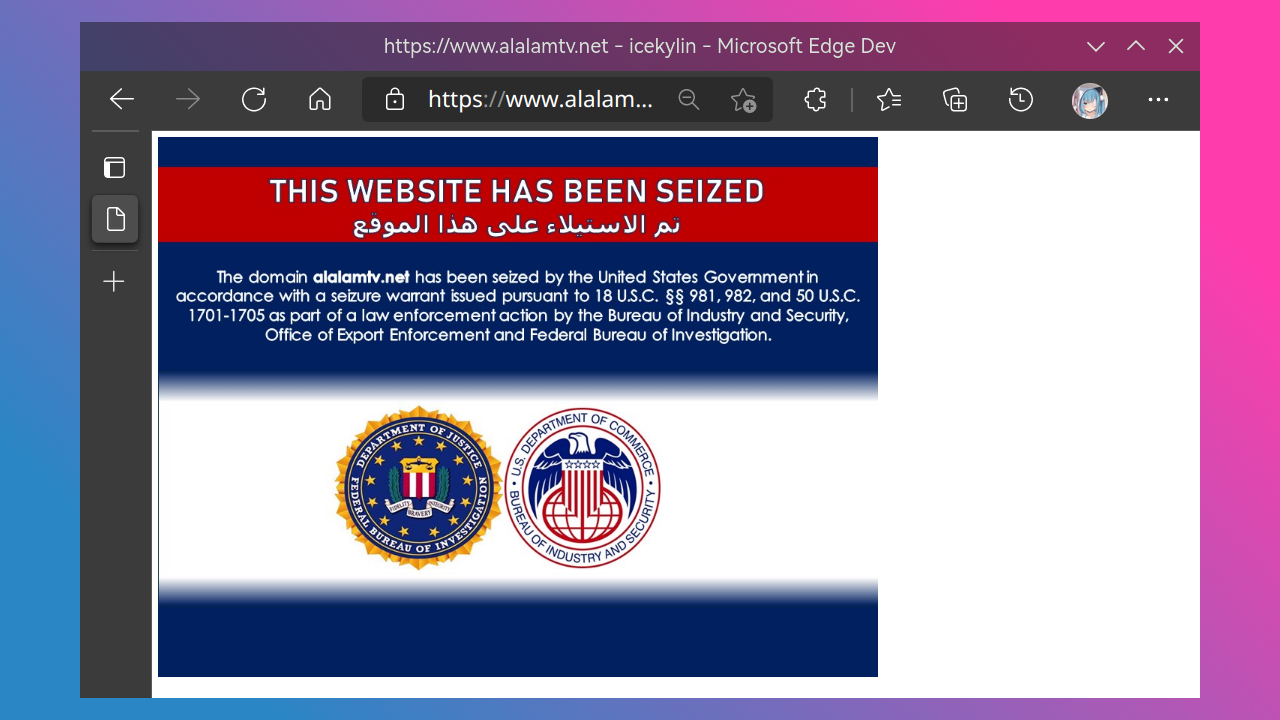 https://www.alalamtv.net - icekylin - Microsoft Edge Dev
https://www.alalam...
THIS WEBSITE HAS BEEN SEIZED
تم الاستيلاء على هذا الموقع
The domain alalamtv.net has been seized by the United States Government in
accordance with a seizure warrant issued pursuant to 18 U.S.C. §§ 981, 982, and 50 U.S.C.
1701-1705 as part of a law enforcement action by the Bureau of Industry and Security,
Office of Export Enforcement and Federal Bureau of Investigation.
DEPARTMENT OF JUSTICE
FEDERAL BUREAU OF INVESTIGATION
FIDELITY BRAVERY INTEGRITY
U.S. DEPARTMENT OF COMMERCE
BUREAU OF INDUSTRY AND SECURITY